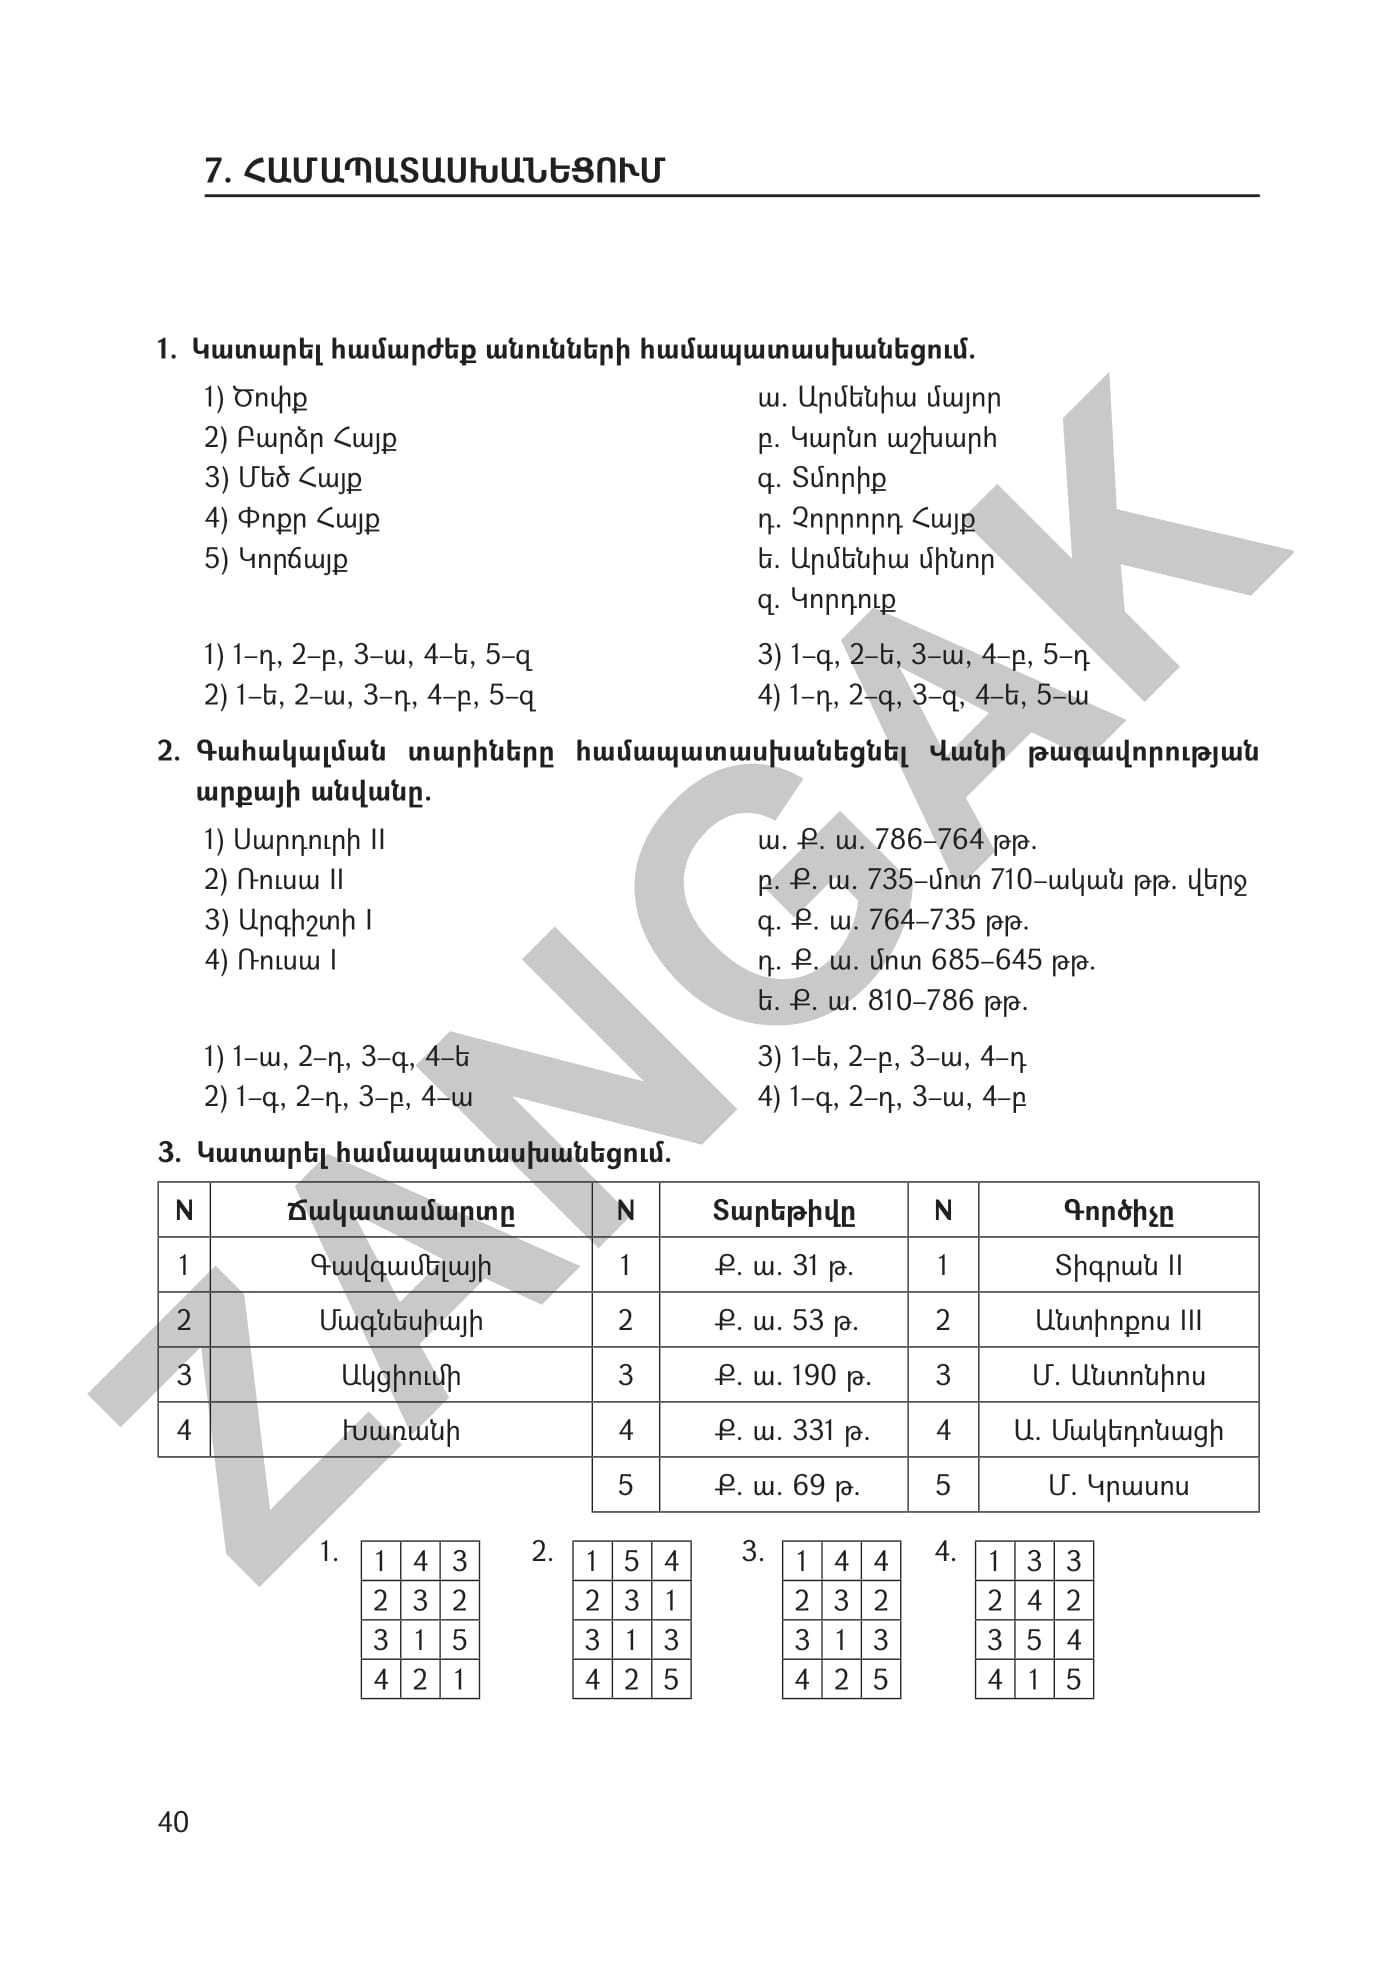 7. ՀԱՄԱՊԱՏԱՍԽԱՆԵՑՈՒՄ
1. Կատարել համարժեք անունների համապատասխանեցում.
1) Ծոփք
ա. Արմենիա մայոր
2) Բարձր Հայք
բ. Կարնո աշխարհ
3) Մեծ Հայք
գ. Տմորիք
4) Փոքր Հայք
դ. Չորրորդ Հայք
5) Կորճայք
ե. Արմենիա մինոր
զ. Կորդուք
1) 1–դ, 2–բ, 3–ա, 4–ե, 5–զ
3) 1–գ, 2–ե, 3–ա, 4–բ, 5–դ
2) 1–ե, 2–ա, 3–դ, 4–բ, 5–զ
4) 1–դ, 2–գ, 3–զ, 4–ե, 5–ա
2. Գահակալման տարիները համապատասխանեցնել Վանի թագավորության
արքայի անվանը.
1) Սարդուրի II
ա. Ք. ա. 786–764 թթ.
2) Ռուսա II
բ. Ք. ա. 735–մոտ 710–ական թթ. վերջ
3) Արգիշտի I
գ. Ք. ա. 764–735 թթ.
4) Ռուսա I
դ. Ք. ա. մոտ 685–645 թթ.
ե. Ք. ա. 810–786 թթ.
1) 1–ա, 2–դ, 3–գ, 4–ե
3) 1–ե, 2–բ, 3–ա, 4–դ
2) 1–գ, 2–դ, 3–բ, 4–ա
4) 1–գ, 2–դ, 3–ա, 4–բ
3. Կատարել համապատասխանեցում.
N Ճակատամարտը N Տարեթիվը N Գործիչը
1 Գավգամելայի 1 Ք. ա. 31 թ. 1 Տիգրան II
2 Մագնեսիայի 2 Ք. ա. 53 թ. 2 Անտիոքոս III
3 Ակցիումի 3 Ք. ա. 190 թ. 3 Մ. Անտոնիոս
4 Խառանի 4 Ք. ա. 331 թ. 4 Ա. Մակեդոնացի
5 Ք. ա. 69 թ. 5 Մ. Կրասոս
1. 1 4 3 2. 1 5 4 3. 1 4 4 4. 1 3 3
2 3 2 2 3 1 2 3 2 2 4 2
3 1 5 3 1 3 3 1 3 3 5 4
4 2 1 4 2 5 4 2 5 4 1 5
40
ZANGAK